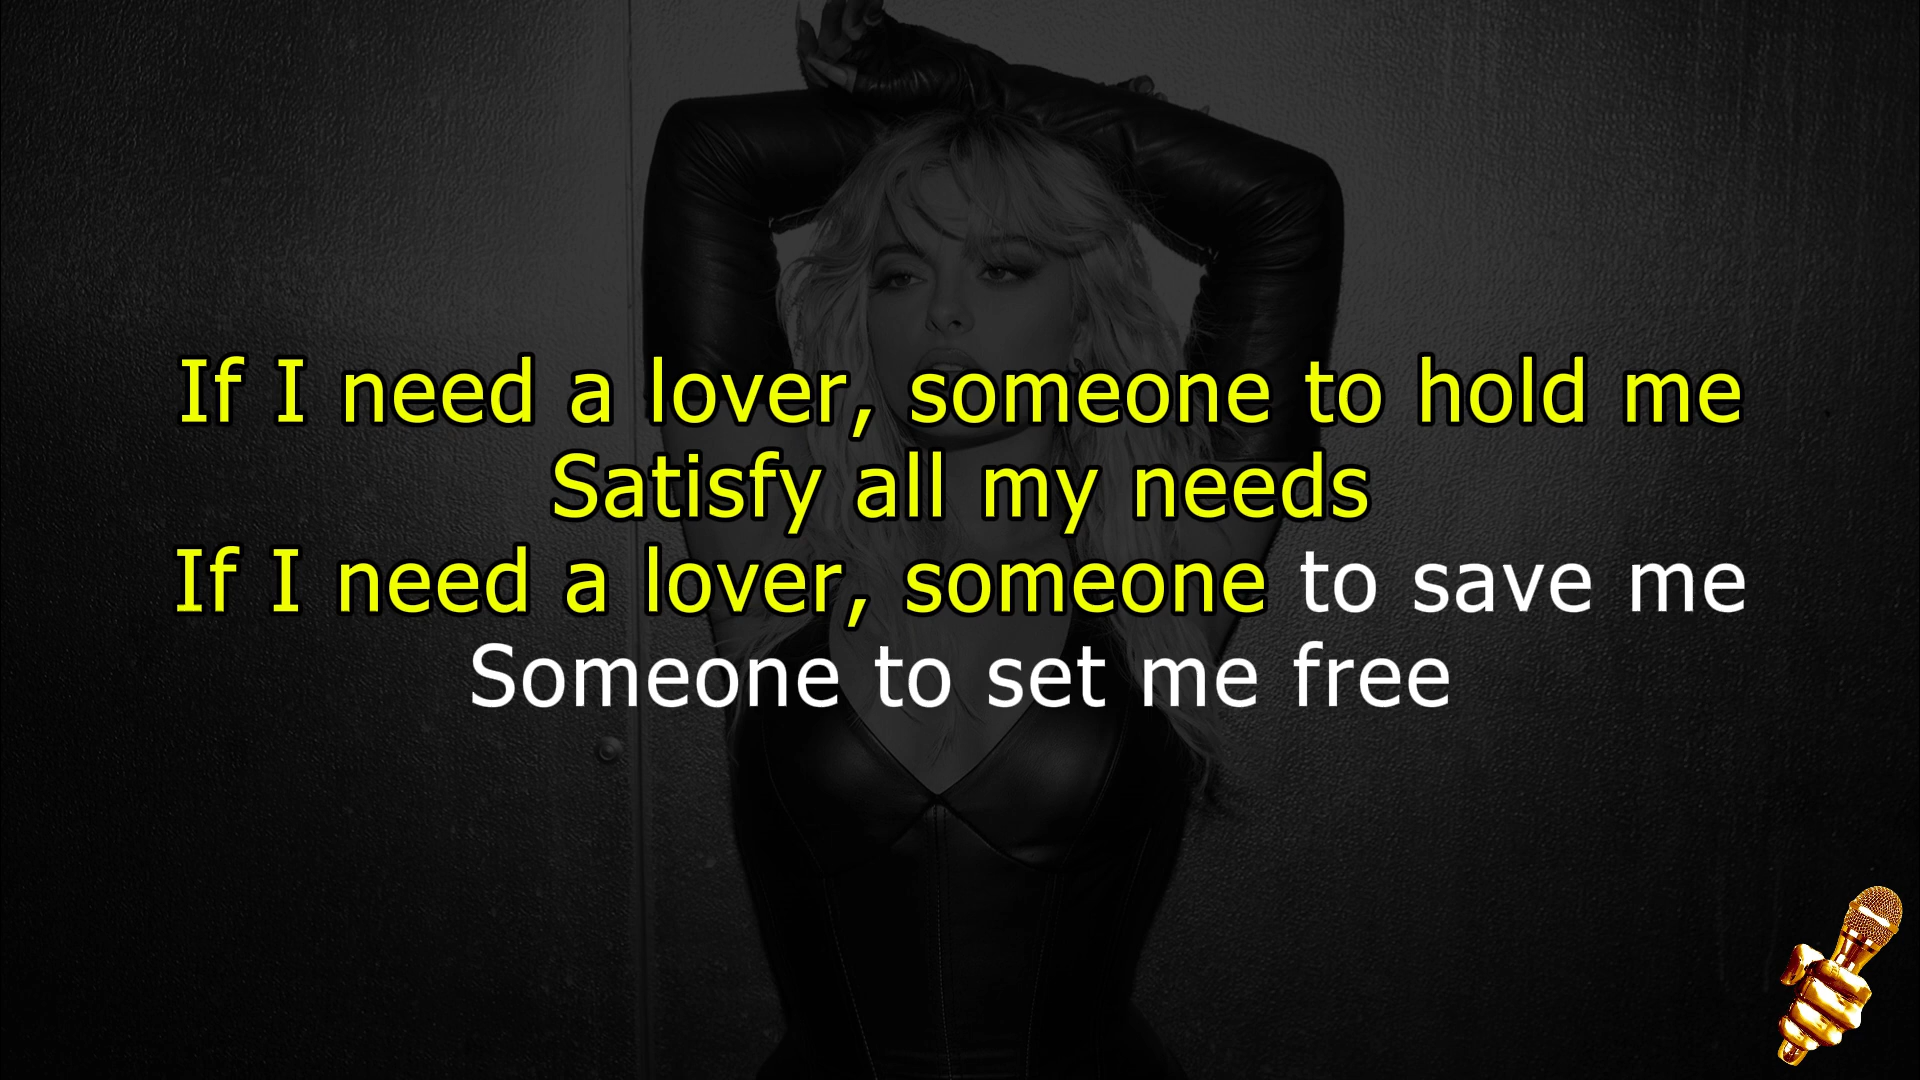 If I need a lover, someone to hold me
Satisfy all my needs
If I need a lover, someone to save me
Someone to set me free